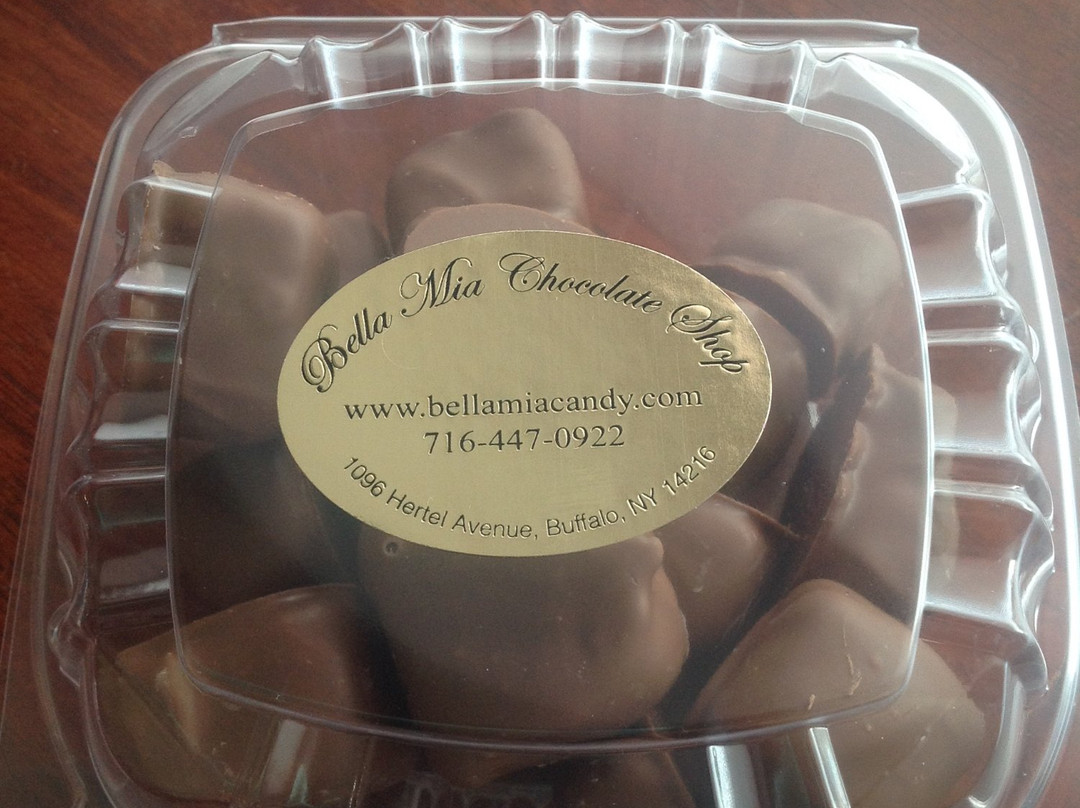 Bella Mia Chocolate Shop
www.bellamiacandy.com
716-447-0922
1096 Hertel Avenue, Buffalo, NY 14216